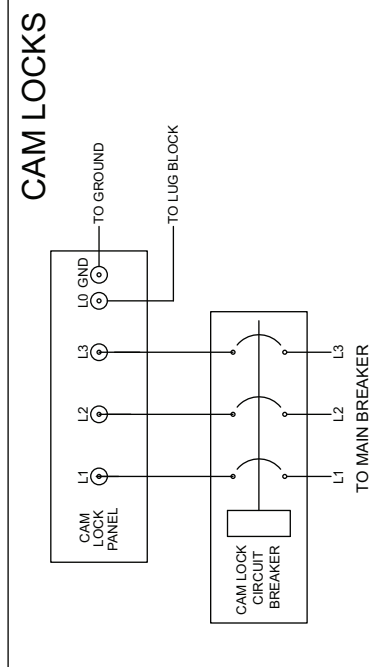 CAM LOCKS
TO GROUND
TO LUG BLOCK
CAM
LOCK
PANEL
L1
L2
L3
L0
GND
CAM LOCK
CIRCUIT
BREAKER
L1
L2
L3
TO MAIN BREAKER